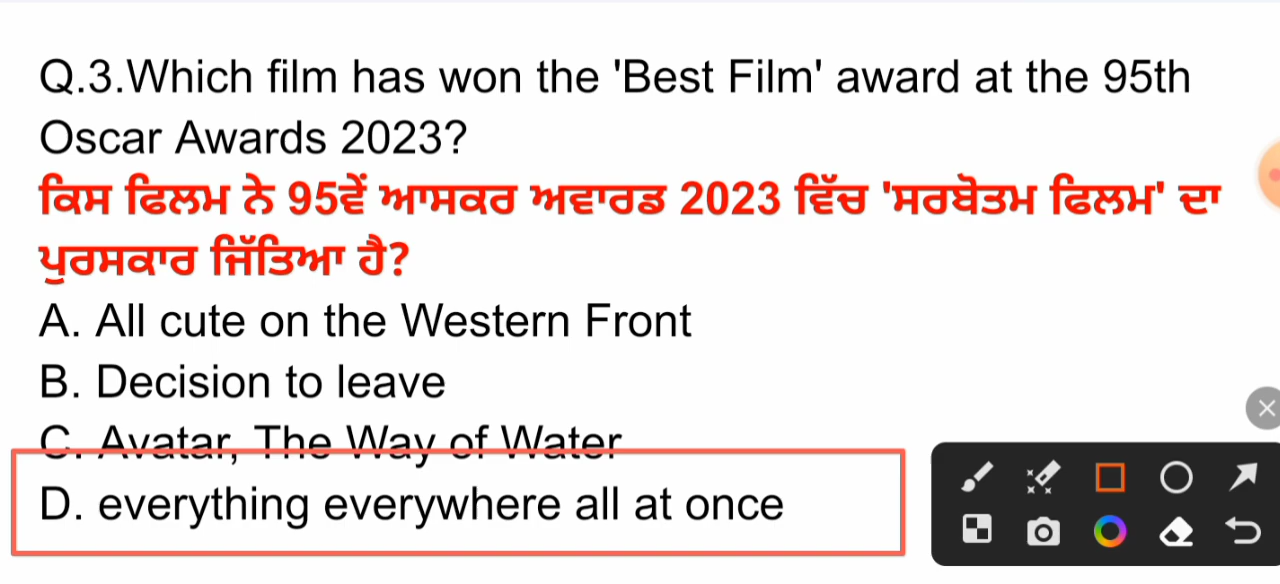 Q.3.Which film has won the 'Best Film' award at the 95th
Oscar Awards 2023?
ਕਿਸ ਫਿਲਮ ਨੇ 95ਵੇਂ ਆਸਕਰ ਅਵਾਰਡ 2023 ਵਿੱਚ 'ਸਰਬੋਤਮ ਫਿਲਮ' ਦਾ
ਪੁਰਸਕਾਰ ਜਿੱਤਿਆ ਹੈ?
A. All cute on the Western Front
B. Decision to leave
C. Avatar, The Way of Water
D. everything everywhere all at once